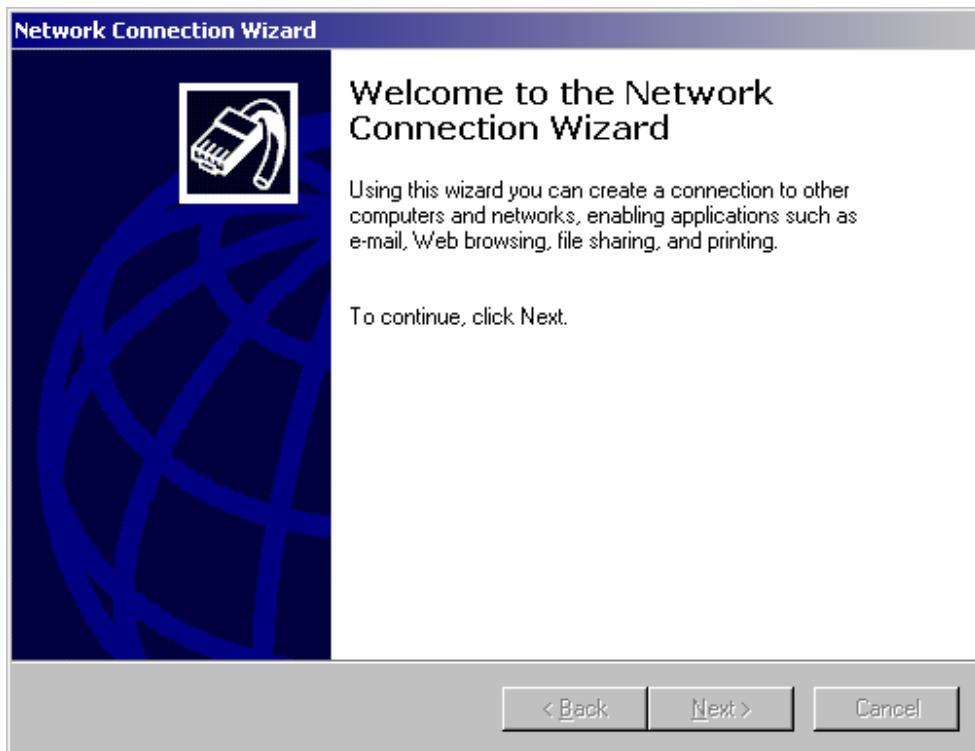 Network Connection Wizard
Welcome to the Network
Connection Wizard
Using this wizard you can create a connection to other
computers and networks, enabling applications such as
e-mail, Web browsing, file sharing, and printing.
To continue, click Next.
< Back
Next >
Cancel